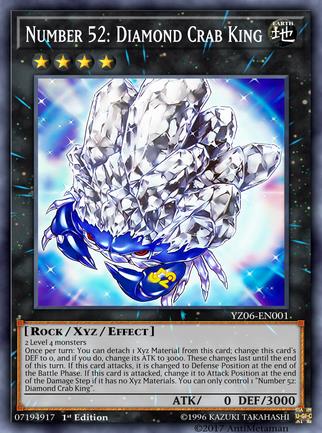 NUMBER 52: DIAMOND CRAB KING
EARTH
地
52
YZ06-EN001
[ROCK / XYZ / EFFECT]
2 Level 4 monsters
Once per turn: You can detach 1 Xyz Material from this card; change this card's
DEF to 0, and if you do, change its ATK to 3000. These changes last until the end
of this turn. If this card attacks, it is changed to Defense Position at the end of
the Battle Phase. If this card is attacked, change it to Attack Position at the end
of the Damage Step if it has no Xyz Materials. You can only control 1 "Number 52:
Diamond Crab King".
ATK/ 0 DEF/3000
07194917 1st Edition ©1996 KAZUKI TAKAHASHI
©2017 AntiMetaman